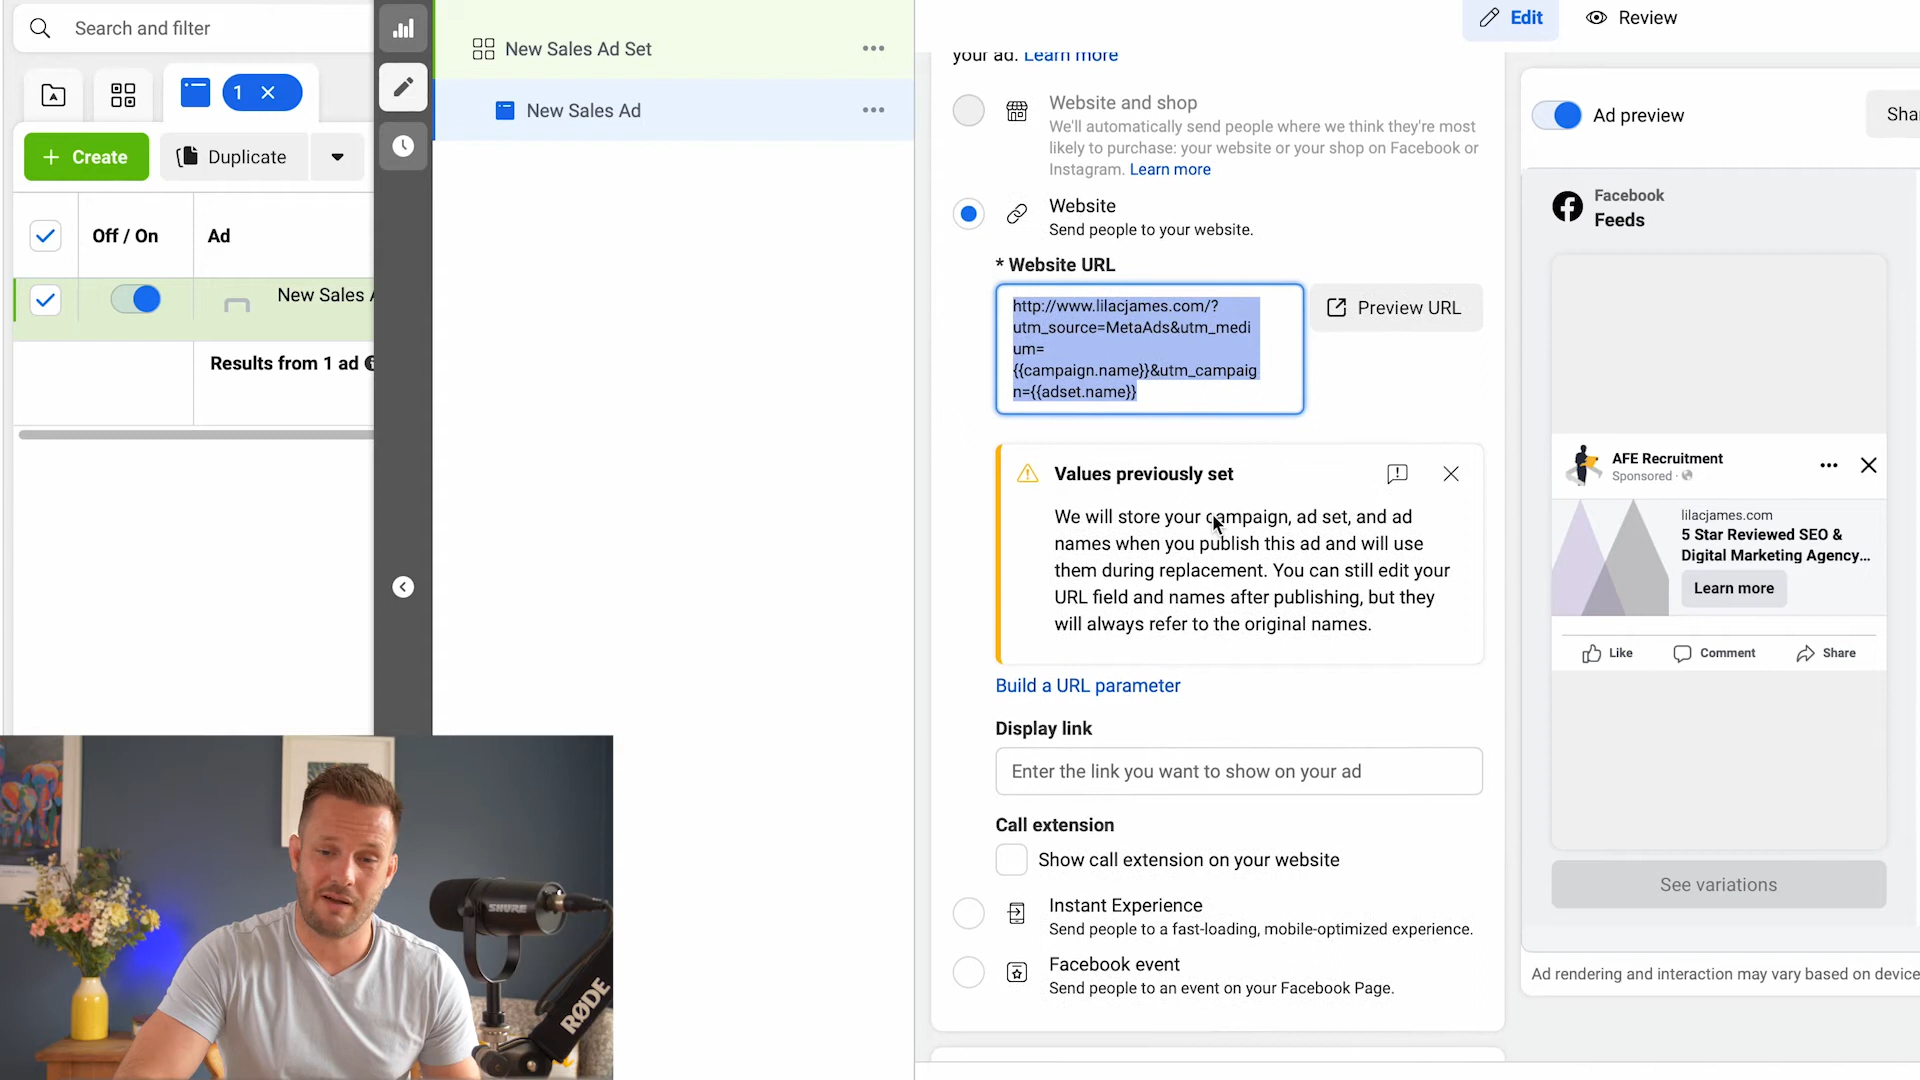 Search and filter
1
Create
Duplicate
Off / On
Ad
New Sales A
Results from 1 ad
New Sales Ad Set
New Sales Ad
Edit
Review
your ad. Learn more
Website and shop
We'll automatically send people where we think they're most
likely to purchase: your website or your shop on Facebook or
Instagram. Learn more
Website
Send people to your website.
* Website URL
http://www.lilacjames.com/?
utm_source=MetaAds&utm_medi
um=
{{campaign.name}}&utm_campaig
n={{adset.name}}
Preview URL
Values previously set
We will store your campaign, ad set, and ad
names when you publish this ad and will use
them during replacement. You can still edit your
URL field and names after publishing, but they
will always refer to the original names.
Build a URL parameter
Display link
Enter the link you want to show on your ad
Call extension
Show call extension on your website
Instant Experience
Send people to a fast-loading, mobile-optimized experience.
Facebook event
Send people to an event on your Facebook Page.
Ad preview
Sha
Facebook
Feeds
AFE Recruitment
Sponsored ·
lilacjames.com
5 Star Reviewed SEO &
Digital Marketing Agency...
Learn more
Like
Comment
Share
See variations
Ad rendering and interaction may vary based on device
SHURE
RØDE